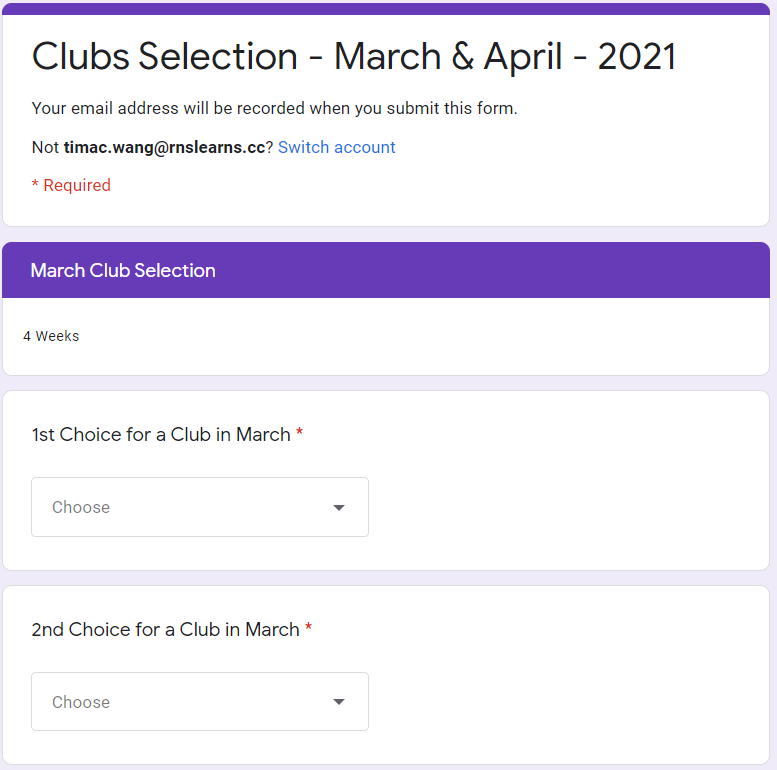 Clubs Selection - March & April - 2021
Your email address will be recorded when you submit this form.
Not timac.wang@rnslearns.cc? Switch account
* Required
March Club Selection
4 Weeks
1st Choice for a Club in March *
Choose
2nd Choice for a Club in March *
Choose